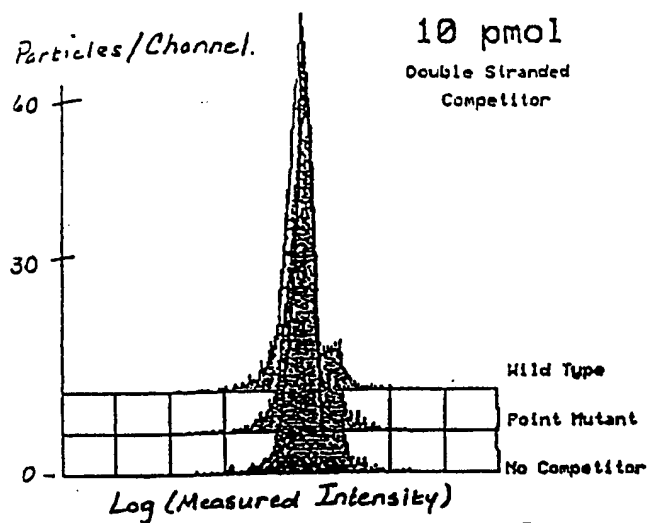 Particles/Channel.
10 pmol
Double Stranded
Competitor
60
30
Wild Type
Point Mutant
0
No Competitor
Log (Measured Intensity)